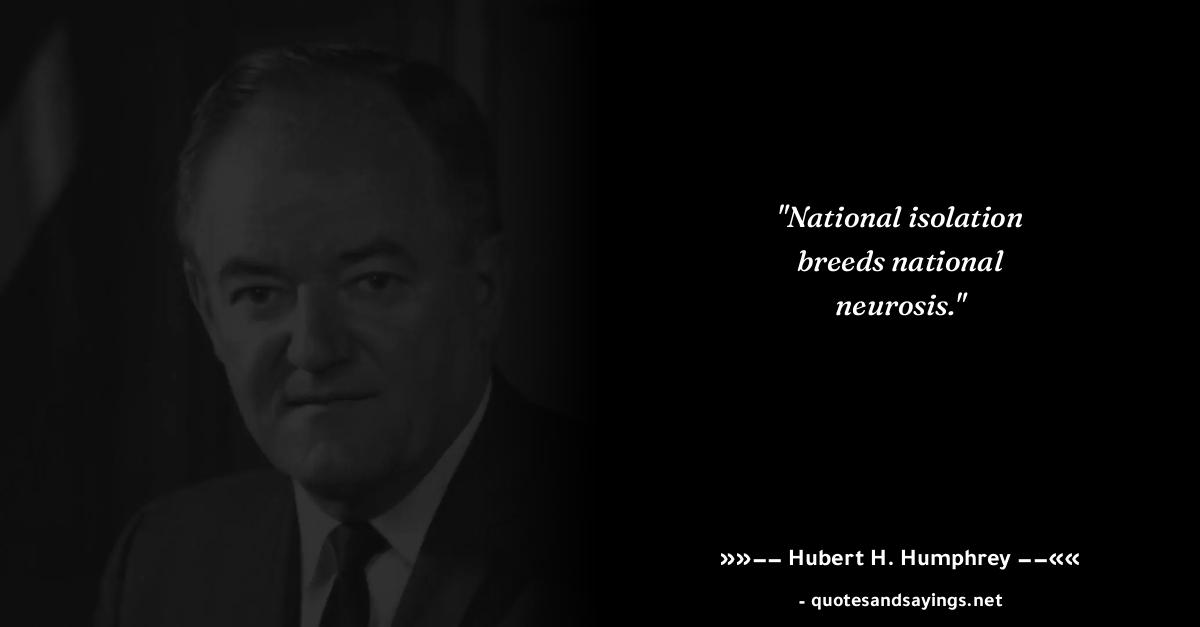 "National isolation
breeds national
neurosis."
»»–– Hubert H. Humphrey ––««
- quotesandsayings.net